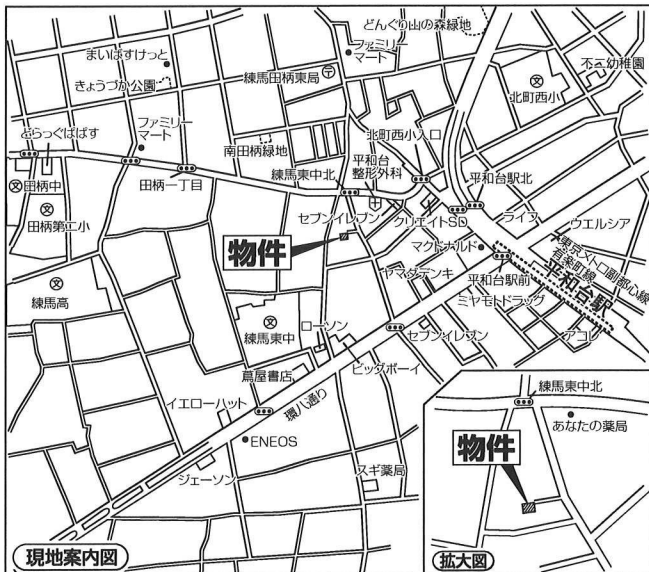 どんぐり山の森緑地
ファミリー
マート
まいばすけっと
きょうづか公園
練馬田柄東局
不二幼稚園
北町西小
ファミリー
マート
どらっぐぱぱす
南田柄緑地
北町西小入口
平和台
整形外科
練馬東中北
平和台駅北
田柄中
田柄一丁目
セブンイレブン
クリエイトSD
ライフ
ウエルシア
田柄第二小
物件
マクドナルド
東京メトロ副都心線
有楽町線
平和台駅
ヤマダデンキ
平和台駅前
練馬高
ミヤモトドラッグ
練馬東中
ローソン
セブンイレブン
アコレ
蔦屋書店
ビッグボーイ
イエローハット
環八通り
ENEOS
ジェーソン
スギ薬局
現地案内図
練馬東中北
あなたの薬局
物件
拡大図